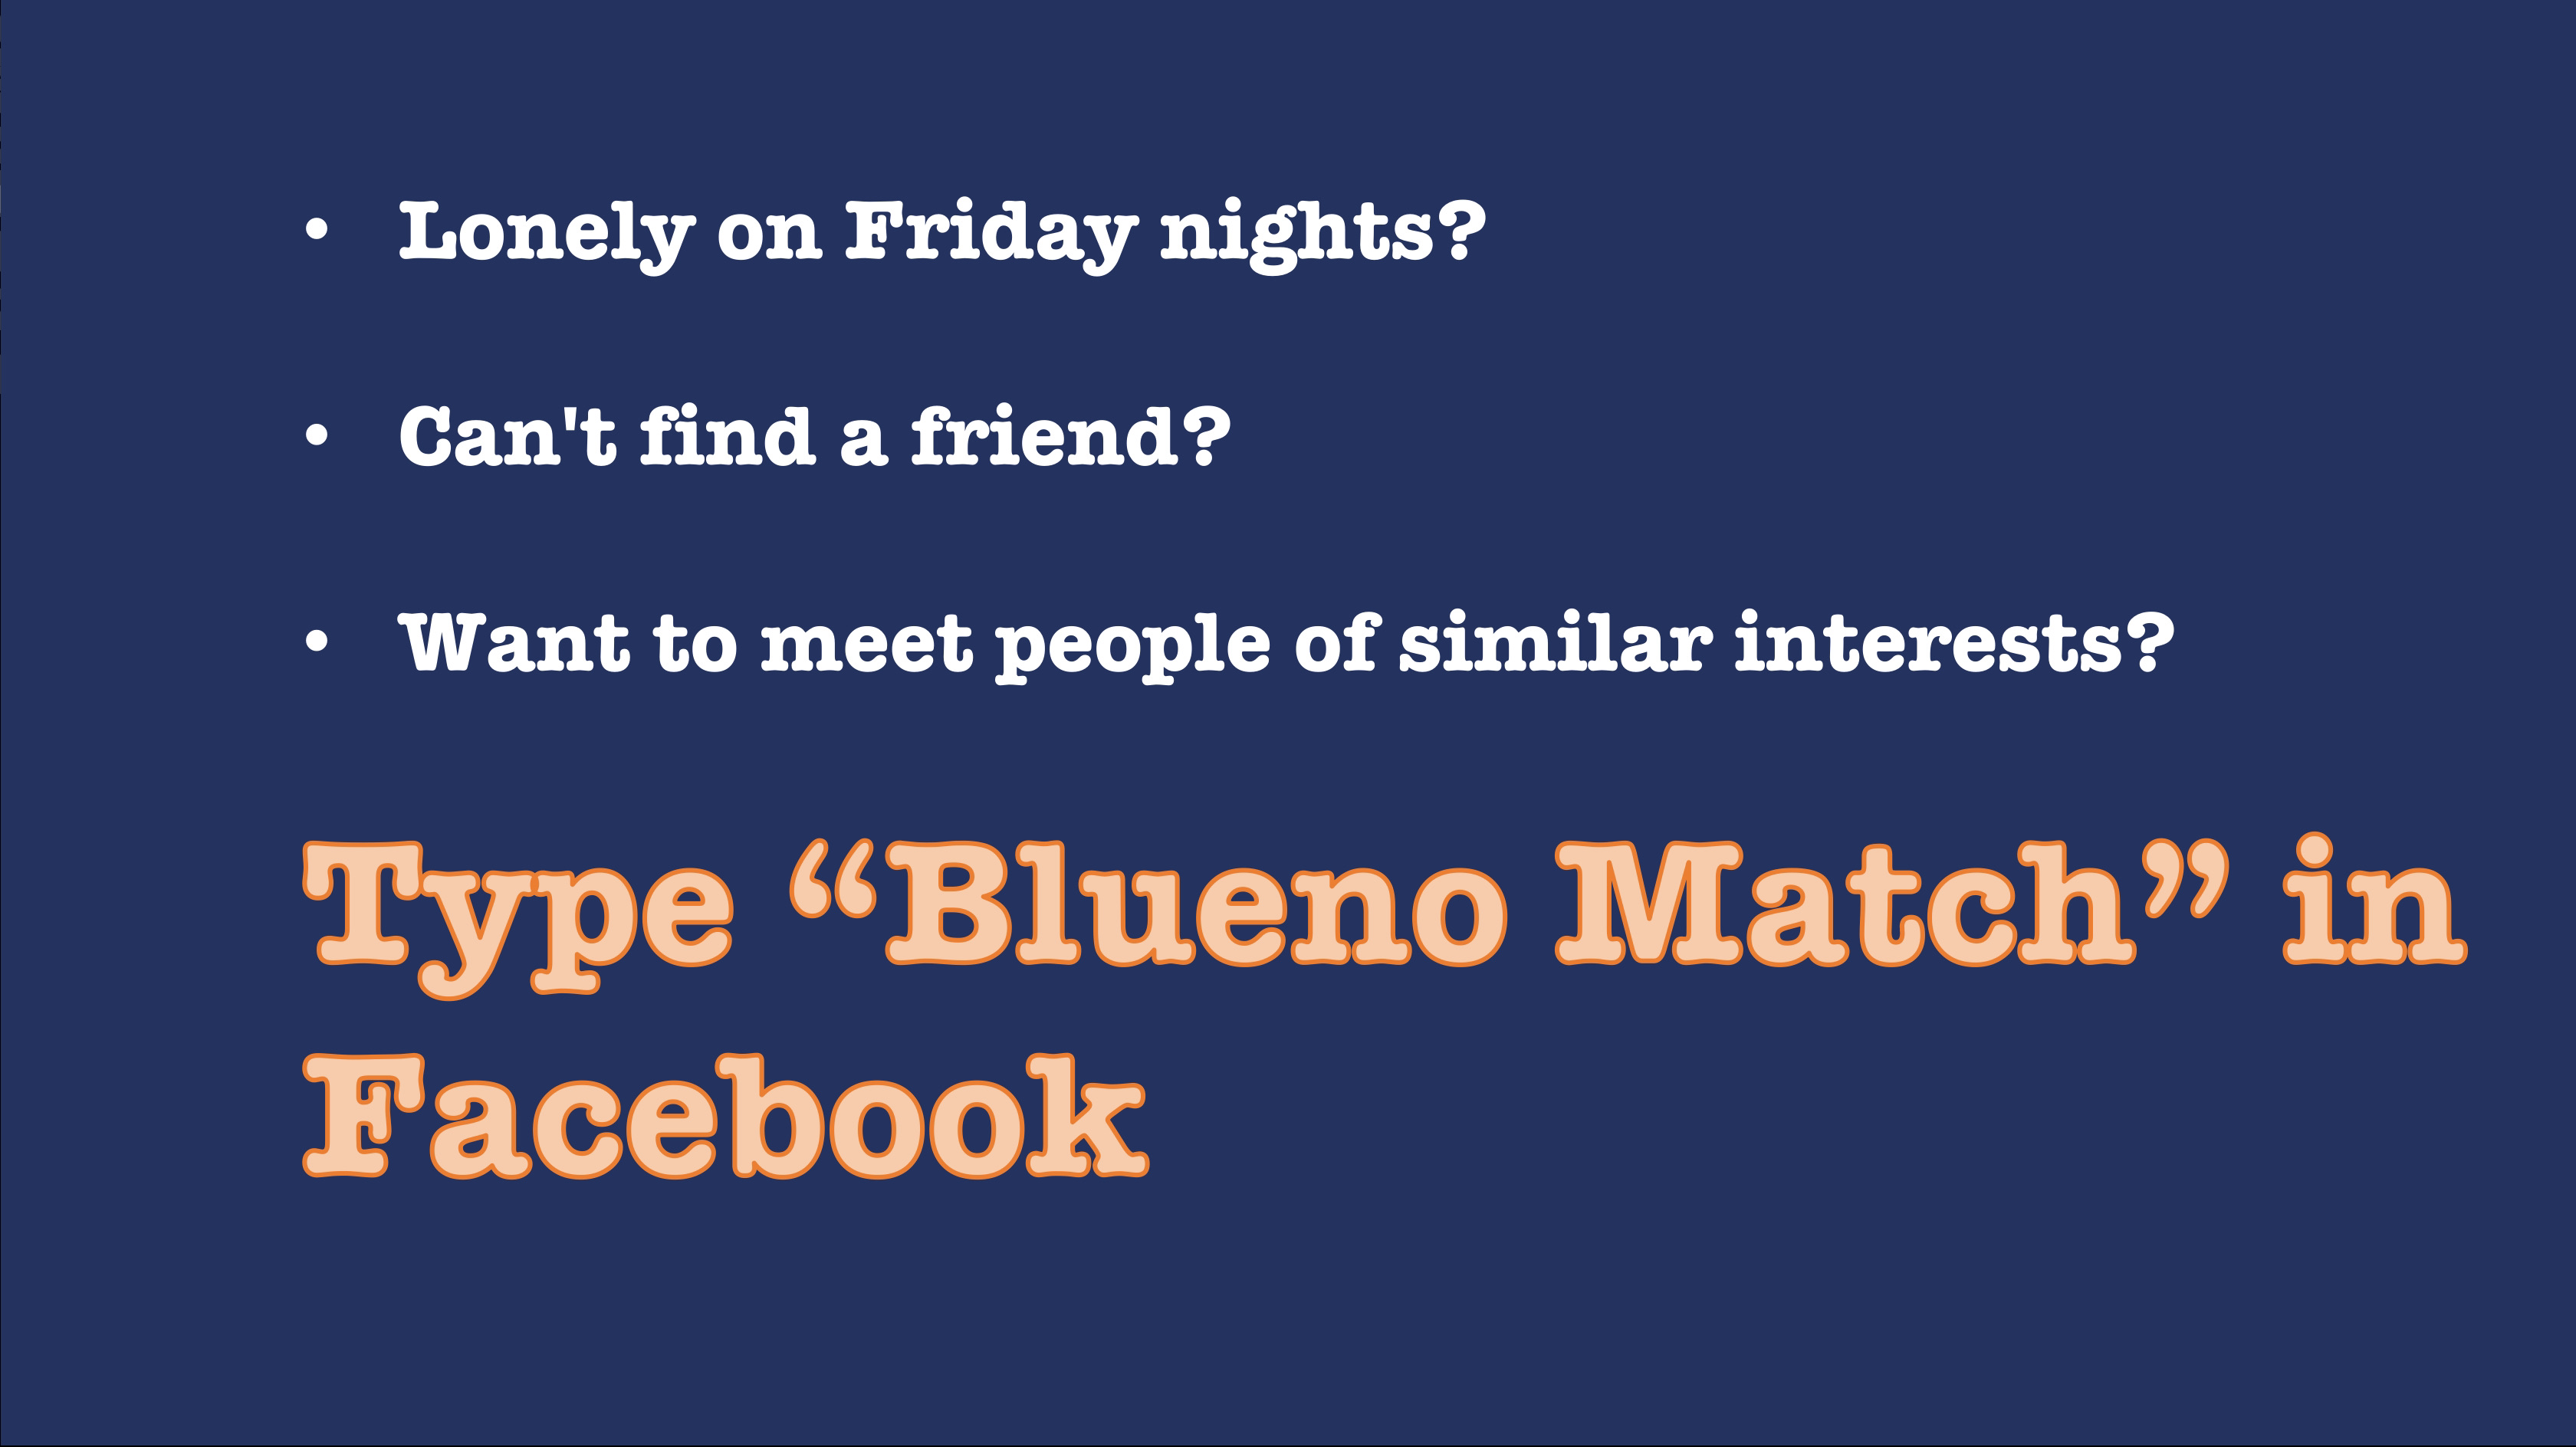 • Lonely on Friday nights?
• Can't find a friend?
• Want to meet people of similar interests?
Type “Blueno Match” in
Facebook